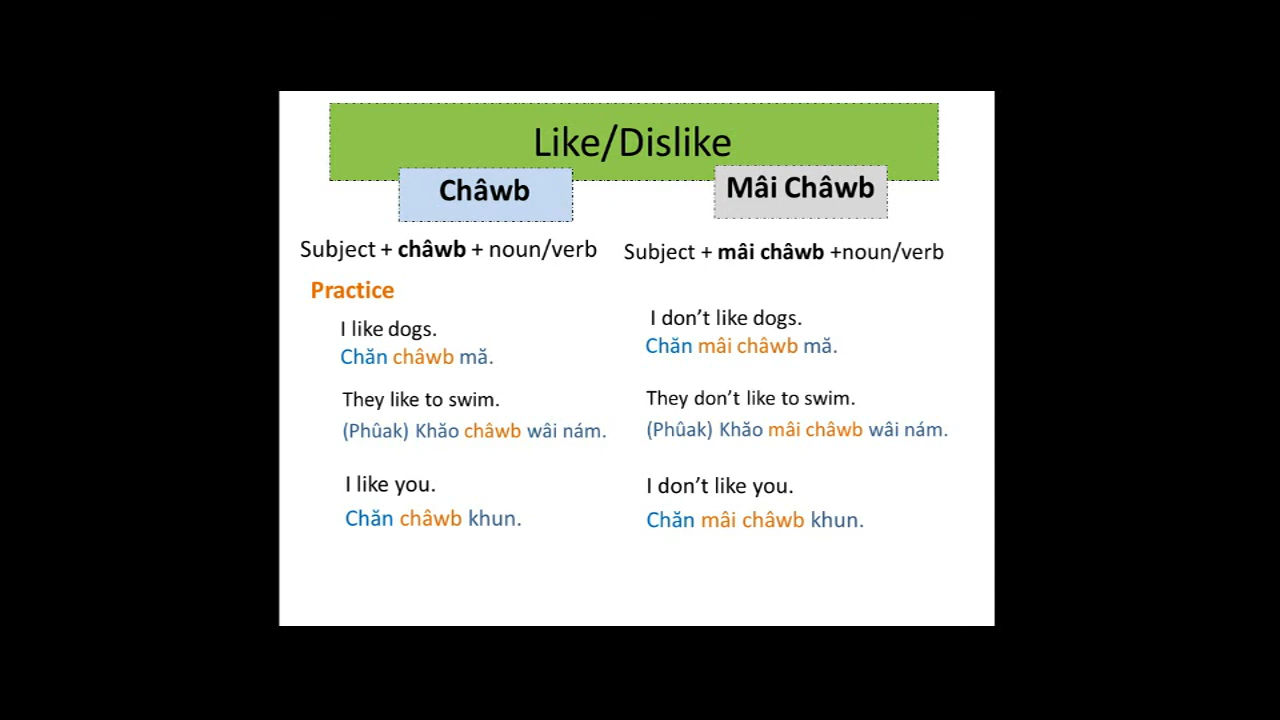 Like/Dislike
Châwb
Subject + châwb + noun/verb
Practice
I like dogs.
Chăn châwb mă.
They like to swim.
(Phûak) Khăo châwb wâi nám.
I like you.
Chăn châwb khun.
Mâi Châwb
Subject + mâi châwb +noun/verb
I don’t like dogs.
Chăn mâi châwb mă.
They don’t like to swim.
(Phûak) Khăo mâi châwb wâi nám.
I don’t like you.
Chăn mâi châwb khun.